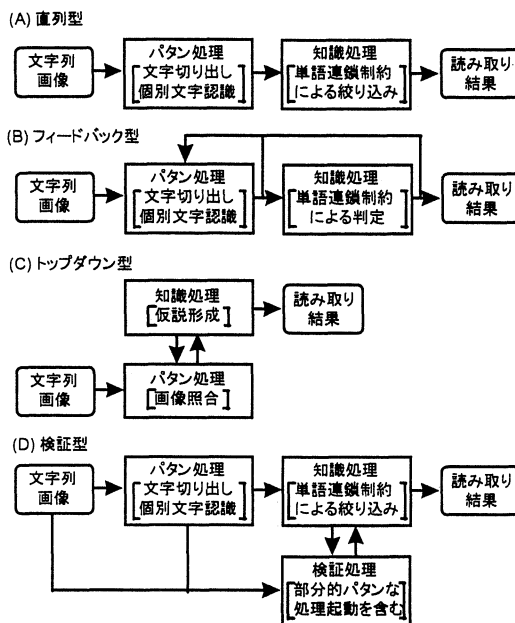 (A) 直列型
文字列
画像
パタン処理
文字切り出し
個別文字認識
知識処理
単語連鎖制約
による絞り込み
読み取り
結果
(B) フィードバック型
文字列
画像
パタン処理
文字切り出し
個別文字認識
知識処理
単語連鎖制約
による判定
読み取り
結果
(C) トップダウン型
知識処理
仮説形成
読み取り
結果
文字列
画像
パタン処理
画像照合
(D) 検証型
文字列
画像
パタン処理
文字切り出し
個別文字認識
知識処理
単語連鎖制約
による絞り込み
読み取り
結果
検証処理
部分的パタンな
処理起動を含む